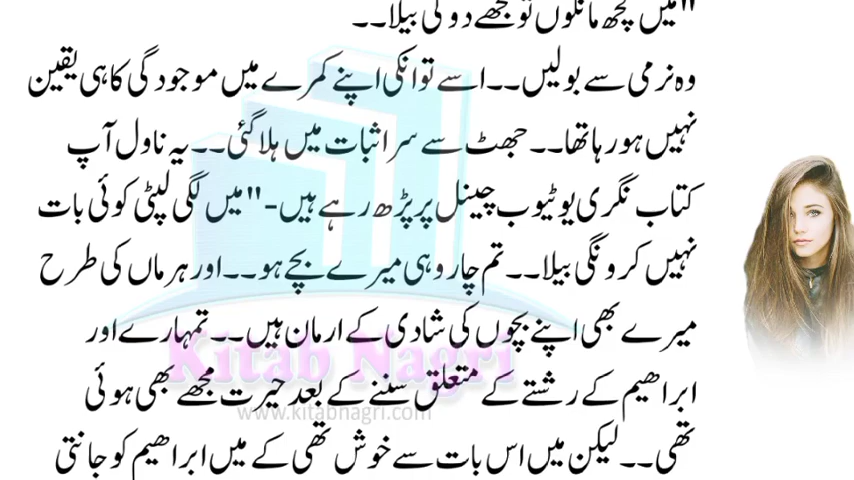 "میں کچھ مانگوں تو مجھے دو گی بیلا۔۔
وہ نرمی سے بولیں۔۔اسے تو انکی اپنے کمرے میں موجودگی کا ہی یقین
نہیں ہو رہا تھا۔۔ جھٹ سے سر اثبات میں ہلا گئی۔۔یہ ناول آپ
کتاب نگری یوٹیوب چینل پر پڑھ رہے ہیں-"میں لگی لپٹی کوئی بات
نہیں کرونگی بیلا۔۔ تم چاروہی میرے بچے ہو۔۔اور ہر ماں کی طرح
میرے بھی اپنے بچوں کی شادی کے ارمان ہیں۔۔ تمہارے اور
ابراھیم کے رشتے کے متعلق سننے کے بعد حیرت مجھے بھی ہوئی
تھی۔۔ لیکن میں اس بات سے خوش تھی کے میں ابراھیم کو جانتی
Kitab Nagri
www.kitabnagri.com